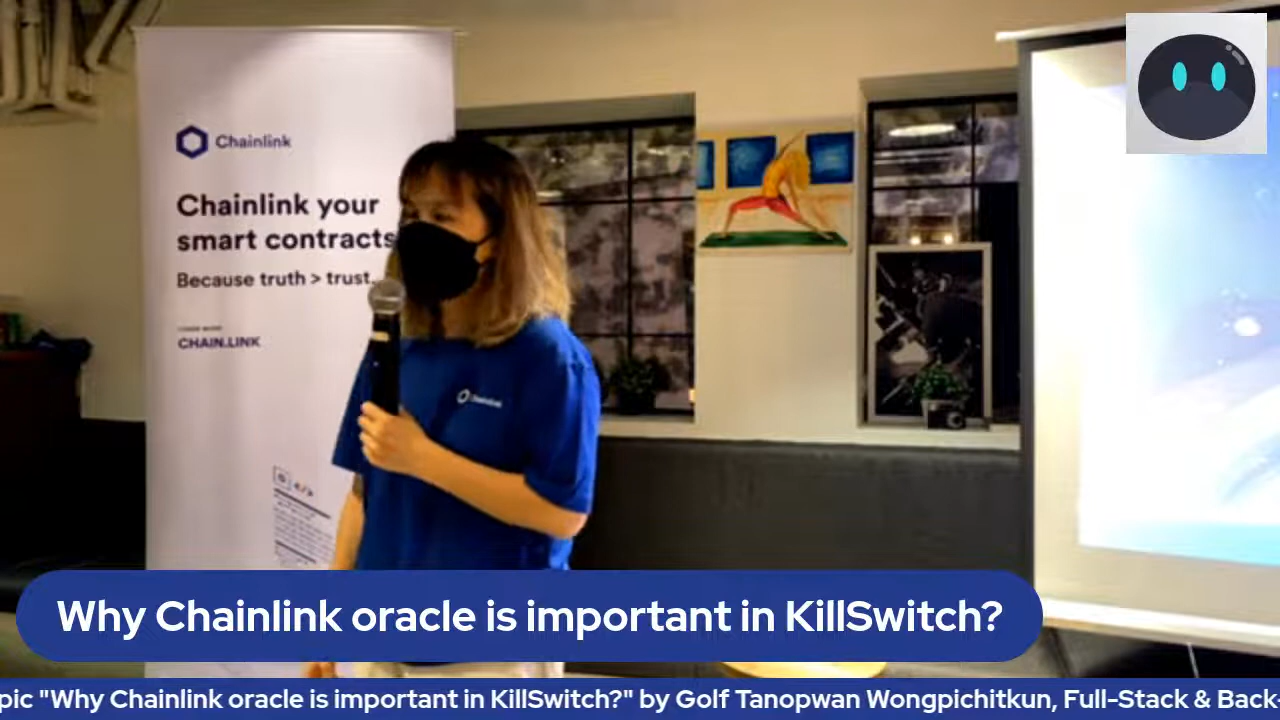 Chainlink
Chainlink your
smart contracts
Because truth > trust.
CHAIN.LINK
Chainlink
Why Chainlink oracle is important in KillSwitch?
pic "Why Chainlink oracle is important in KillSwitch?" by Golf Tanopwan Wongpichitkun, Full-Stack & Back-